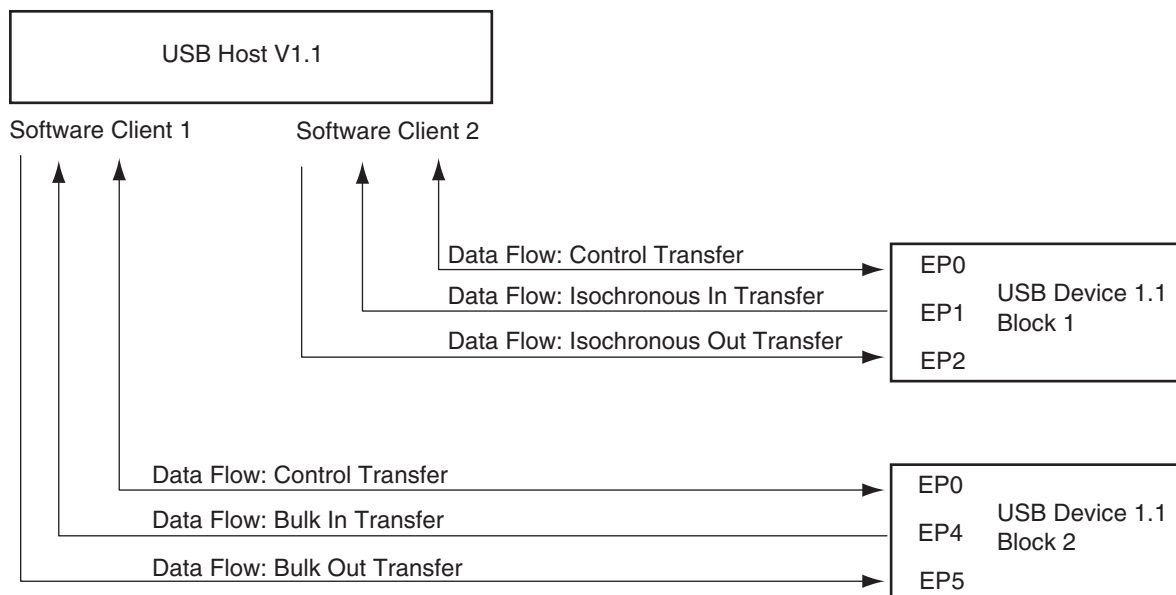 USB Host V1.1
Software Client 1
Software Client 2
Data Flow: Control Transfer
Data Flow: Isochronous In Transfer
Data Flow: Isochronous Out Transfer
EP0
EP1
EP2
USB Device 1.1
Block 1
Data Flow: Control Transfer
Data Flow: Bulk In Transfer
Data Flow: Bulk Out Transfer
EP0
EP4
EP5
USB Device 1.1
Block 2